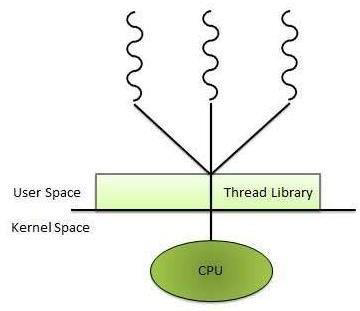 User Space
Thread Library
Kernel Space
CPU